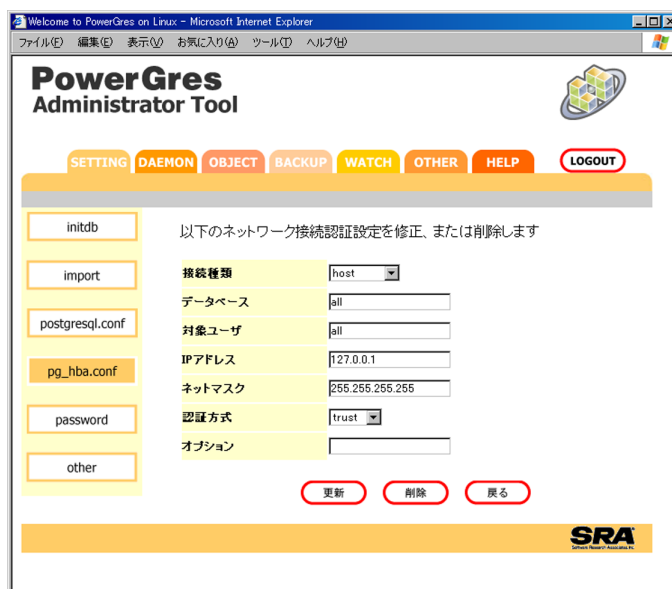 Welcome to PowerGres on Linux - Microsoft Internet Explorer
ファイル(F) 編集(E) 表示(V) お気に入り(A) ツール(T) ヘルプ(H)
PowerGres
Administrator Tool
SETTING DAEMON OBJECT BACKUP WATCH OTHER HELP LOGOUT
initdb
以下のネットワーク接続認証設定を修正、または削除します
import
接続種類 host
データベース all
postgresql.conf
対象ユーザ all
IPアドレス 127.0.0.1
pg_hba.conf
ネットマスク 255.255.255.255
password
認証方式 trust
オプション
other
更新 削除 戻る
SRA
Software Research Associates, Inc.